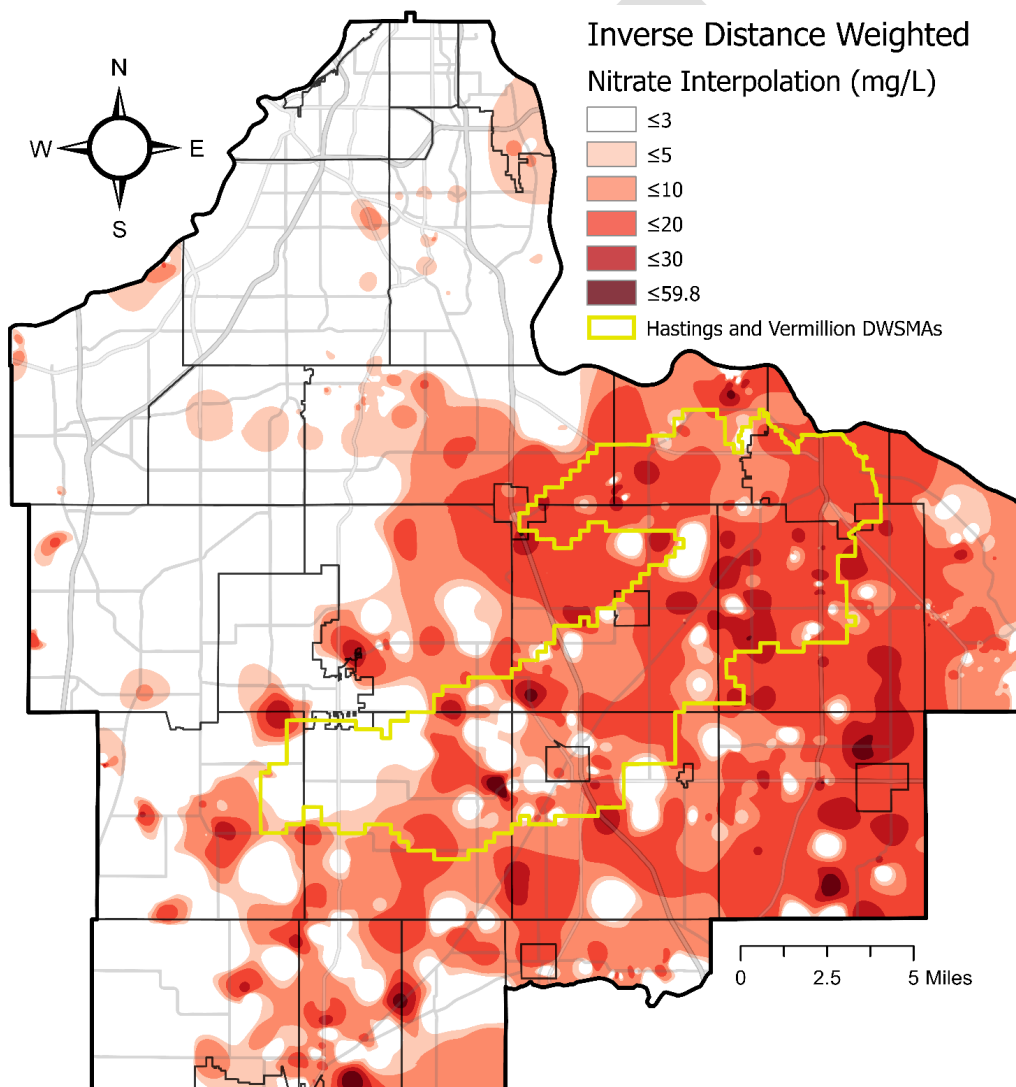 Inverse Distance Weighted
Nitrate Interpolation (mg/L)
≤3
≤5
≤10
≤20
≤30
≤59.8
Hastings and Vermillion DWSMAs
N
W E
S
0 2.5 5 Miles